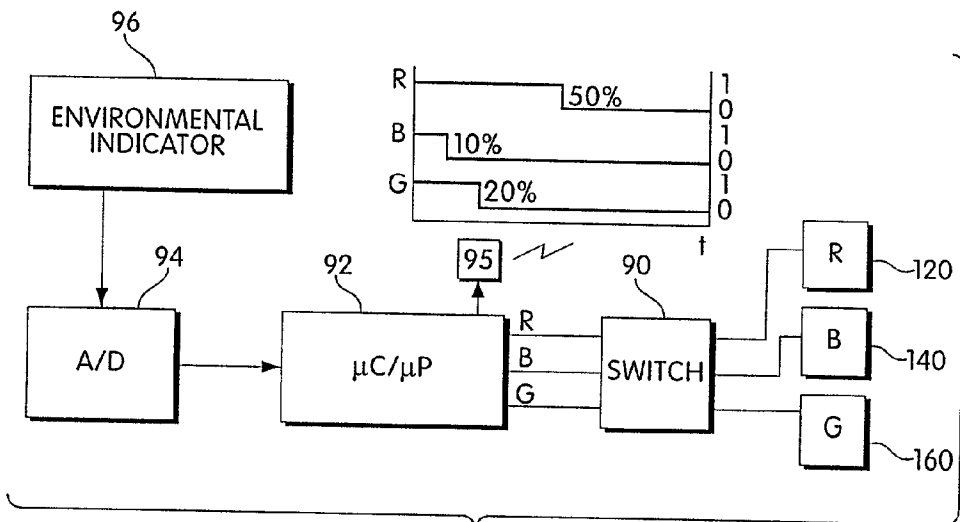 96
ENVIRONMENTAL
INDICATOR
R 50% 1
0
B 10% 1
0
G 20% 1
0
t
94
92
95
90
A/D
μC/μP
R
B
G
SWITCH
R
120
B
140
G
160